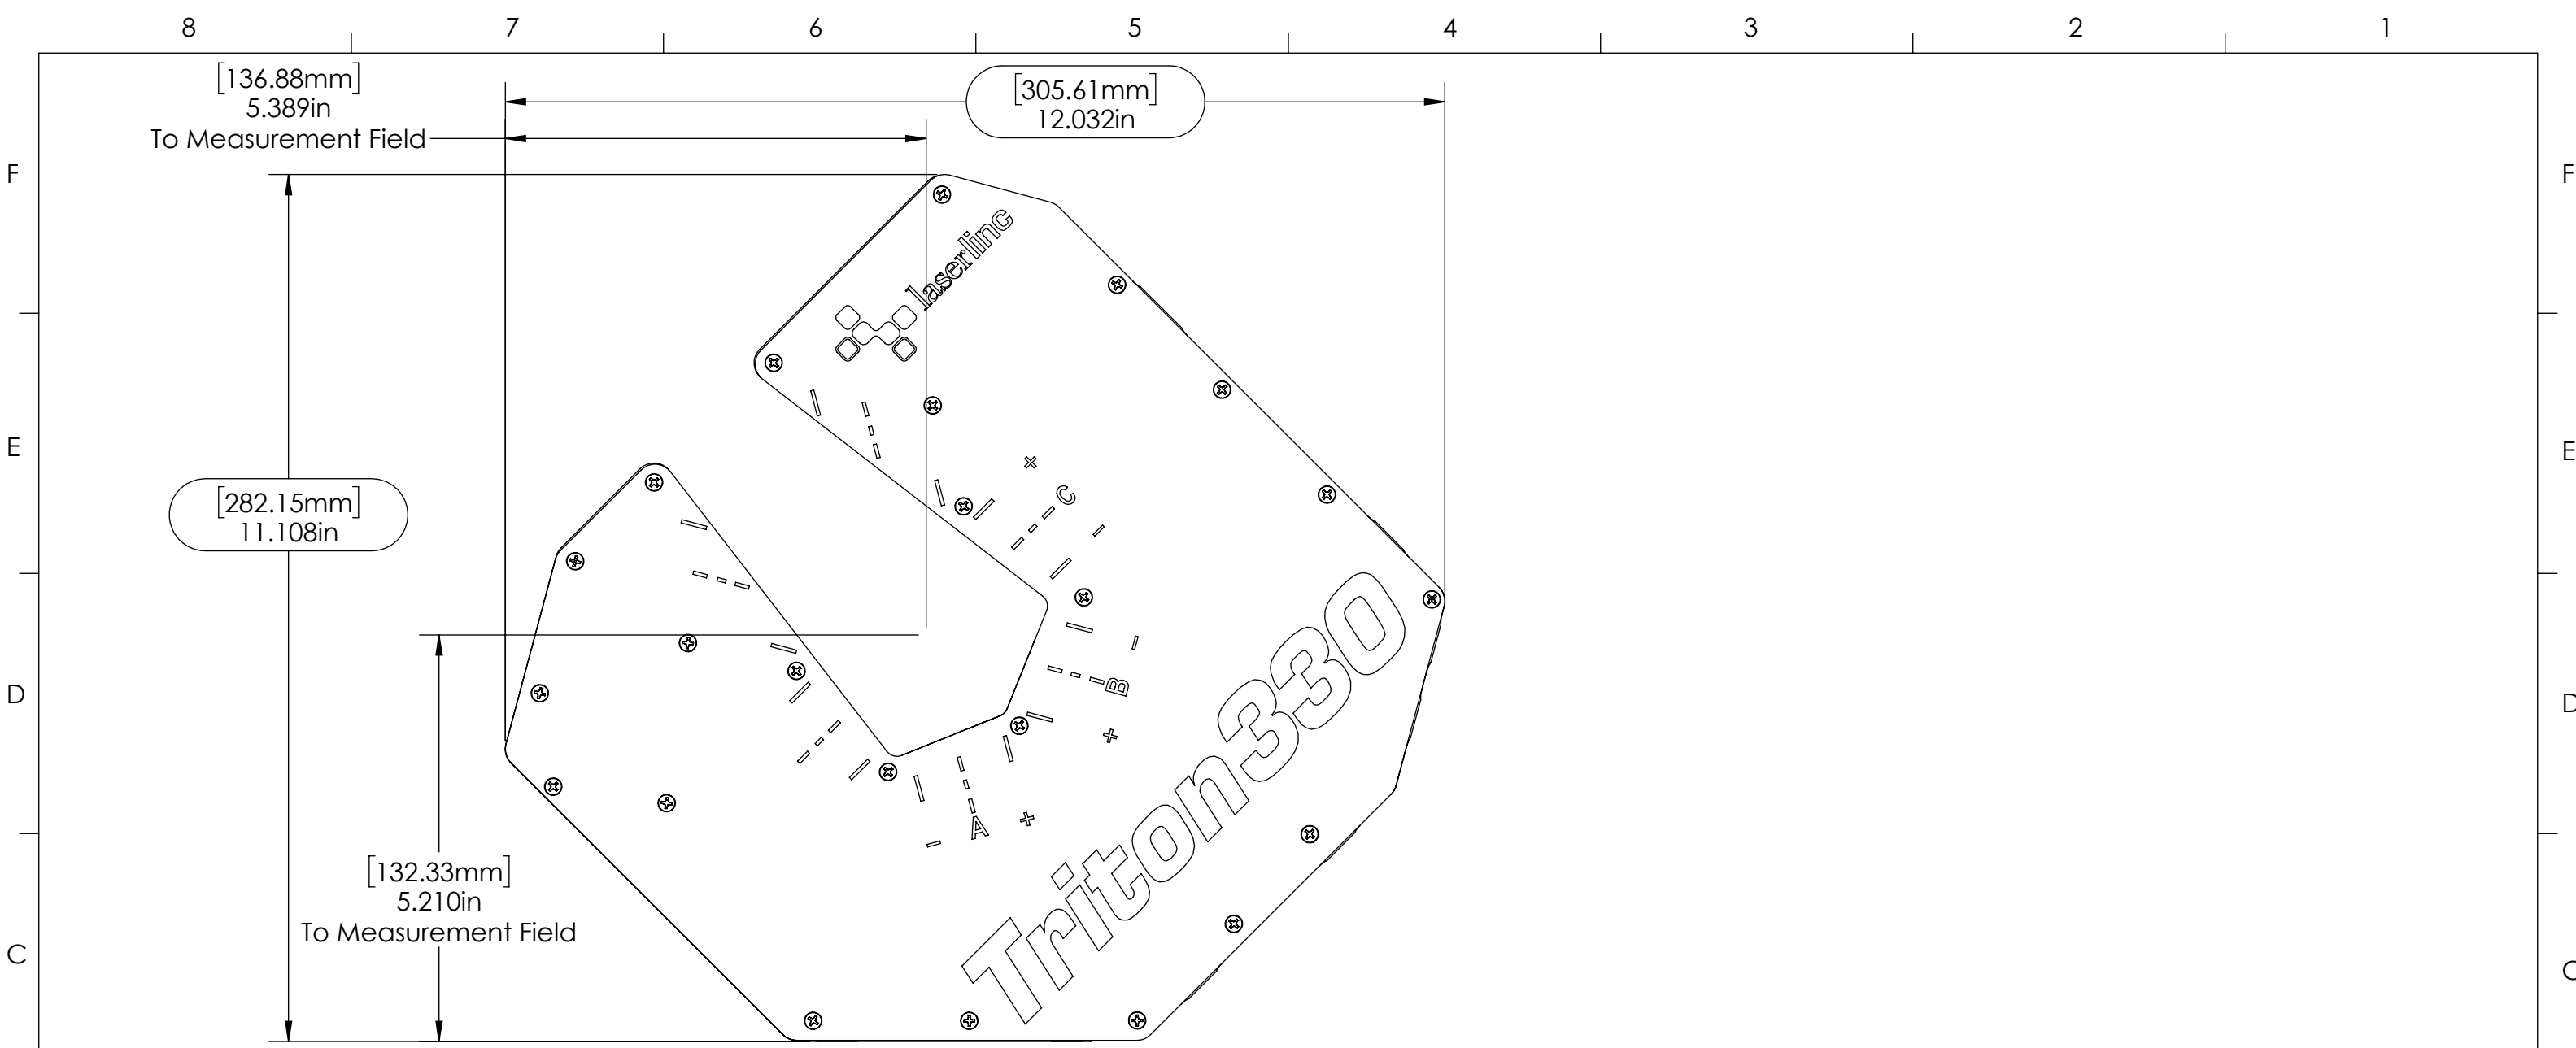 8 7 6 5 4 3 2 1
[136.88mm]
5.389in
To Measurement Field
[305.61mm]
12.032in
F F
laserlinc
E E
C
[282.15mm]
11.108in
D D
B
A
Triton330
[132.33mm]
5.210in
To Measurement Field
C C